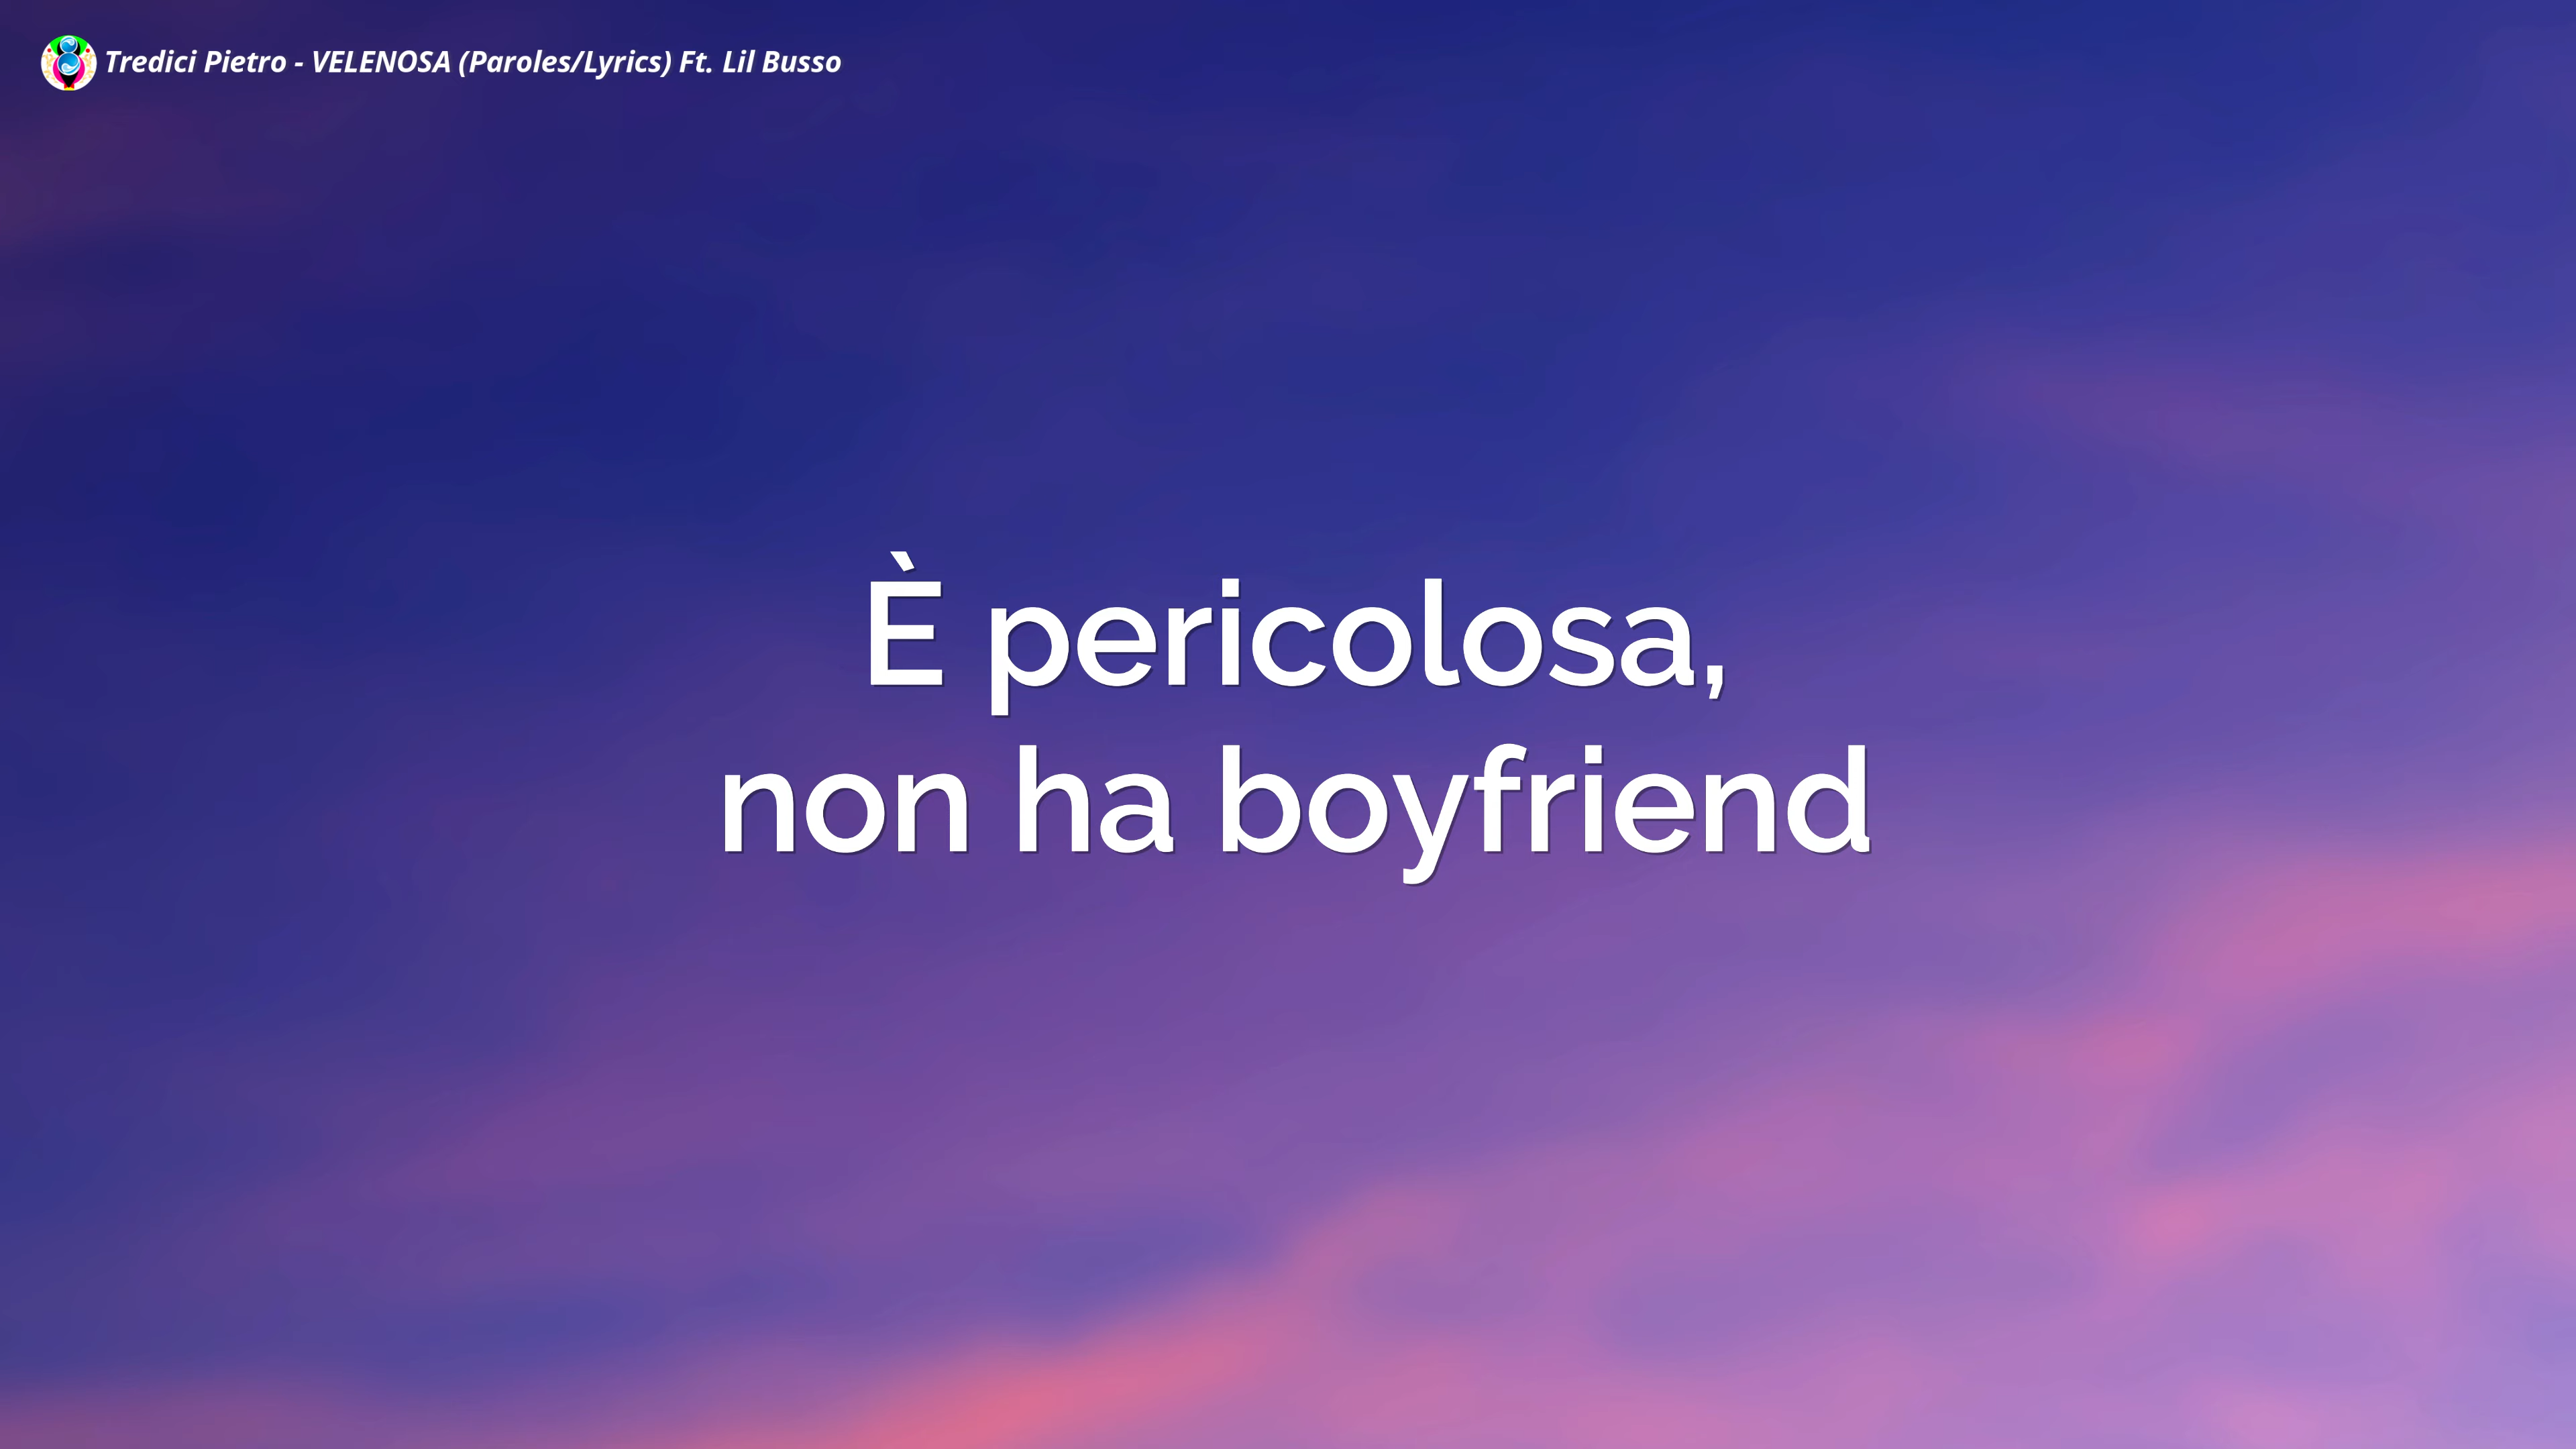 Tredici Pietro - VELENOSA (Paroles/Lyrics) Ft. Lil Busso
È pericolosa,
non ha boyfriend